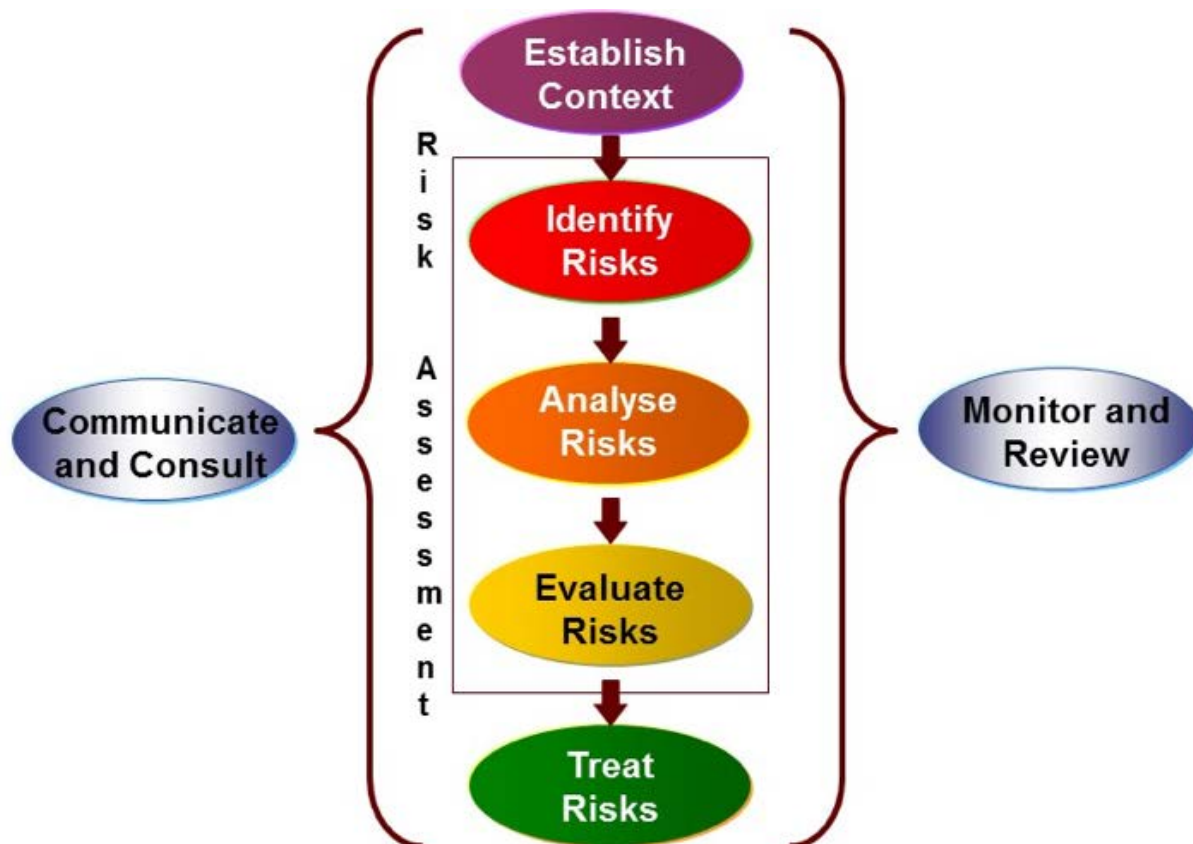 Establish
Context
Risk Assessment
Identify
Risks
Analyse
Risks
Evaluate
Risks
Treat
Risks
Communicate
and Consult
Monitor and
Review